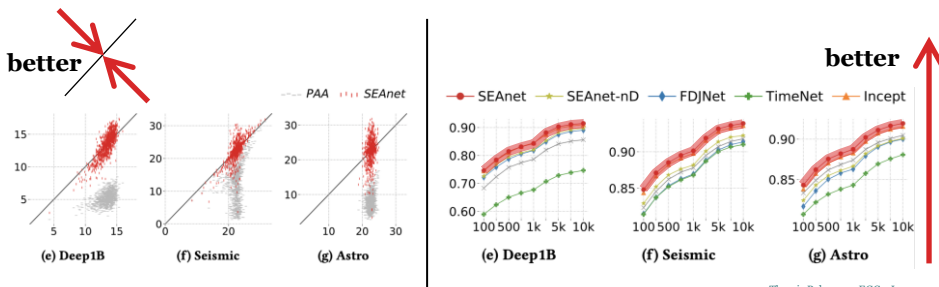 better
PAA SEAnet
15
10
5
0
5 10 15
(e) Deep1B
30
20
10
0
0 20
(f) Seismic
30
20
10
10 20 30
(g) Astro
better
SEAnet SEAnet-nD FDJNet TimeNet Incept
0.90
0.80
0.70
0.60
100 500 1k 5k 10k
(e) Deep1B
0.90
0.85
100 500 1k 5k 10k
(f) Seismic
0.90
0.85
100 500 1k 5k 10k
(g) Astro